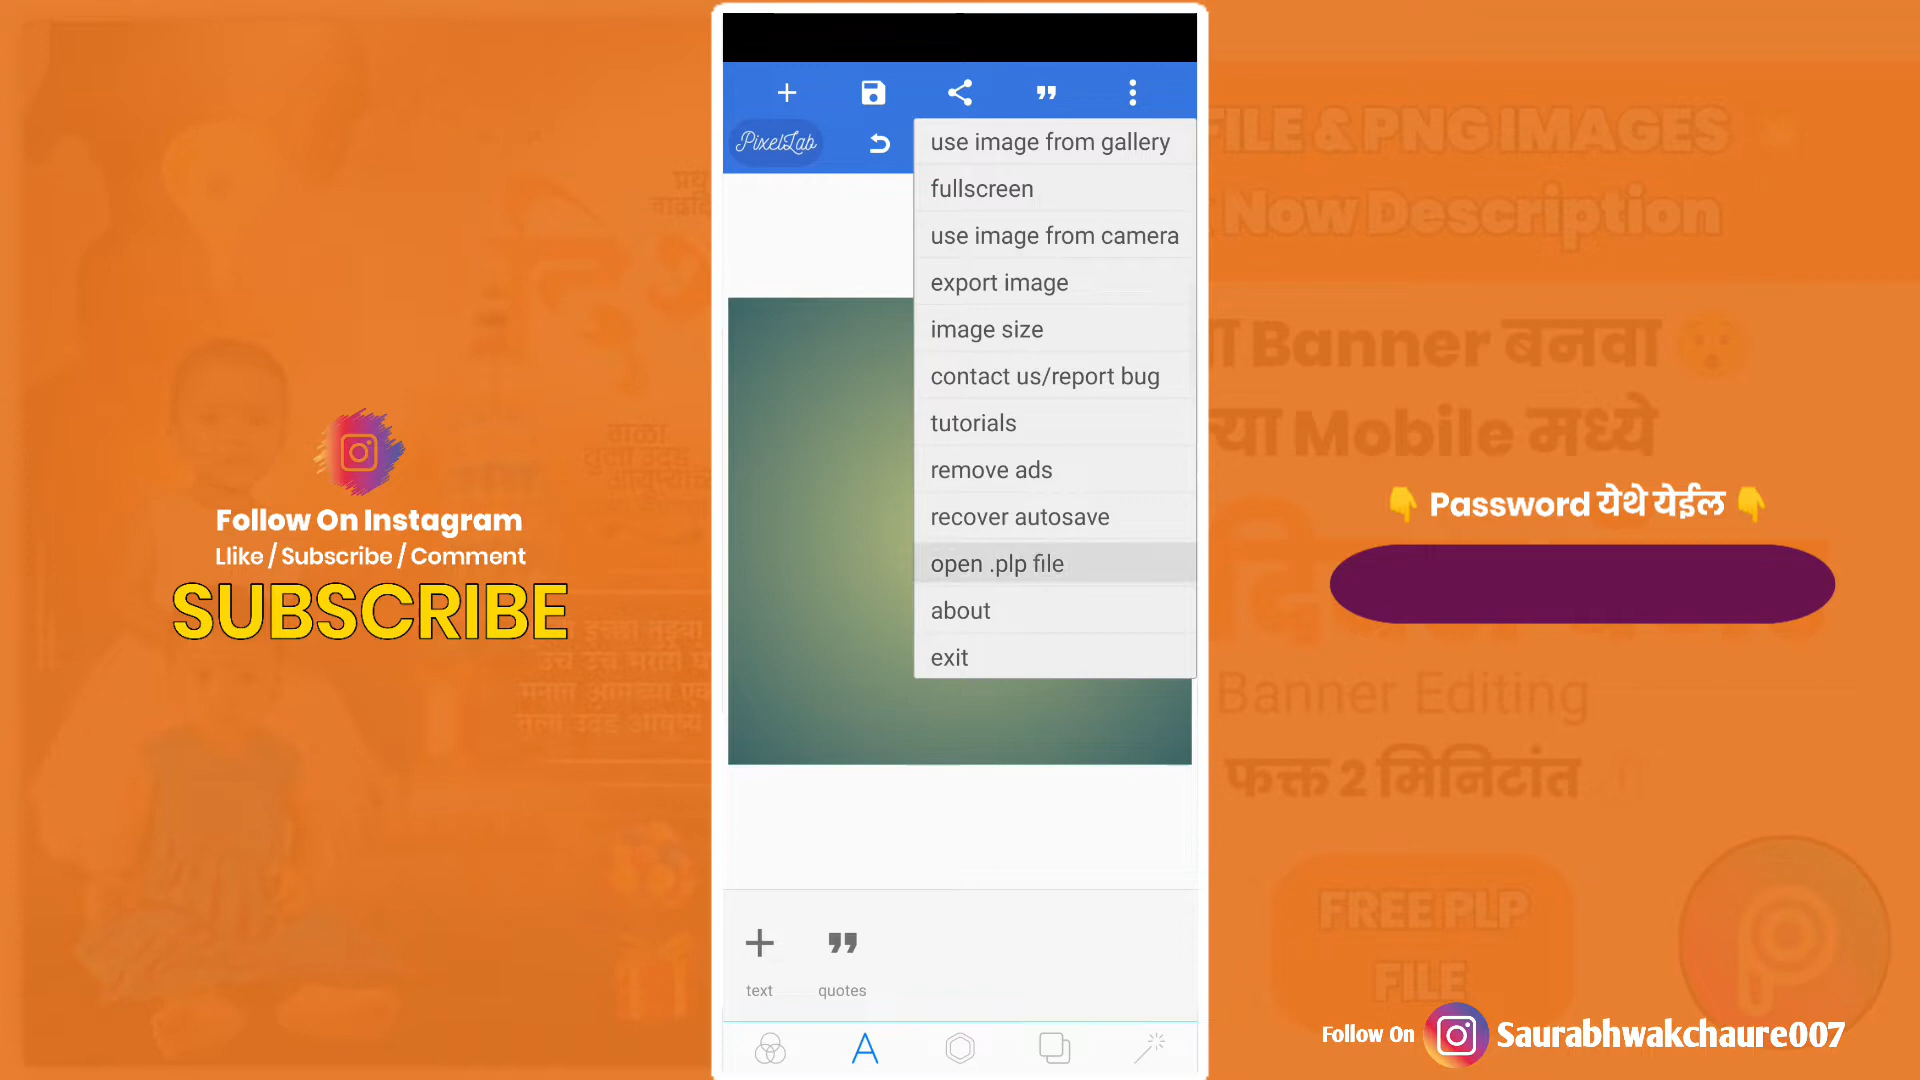 PixelLab
use image from gallery
fullscreen
use image from camera
export image
image size
contact us/report bug
tutorials
remove ads
recover autosave
open .plp file
about
exit
text
quotes
Follow On Instagram
Llike / Subscribe / Comment
SUBSCRIBE
FILE & PNG IMAGES
Now Description
Banner बनवा
Mobile मध्ये
👇 Password येथे येईल 👇
Banner Editing
फक्त 2 मिनिटांत
FREE PLP
FILE
Follow On Saurabhwakchaure007